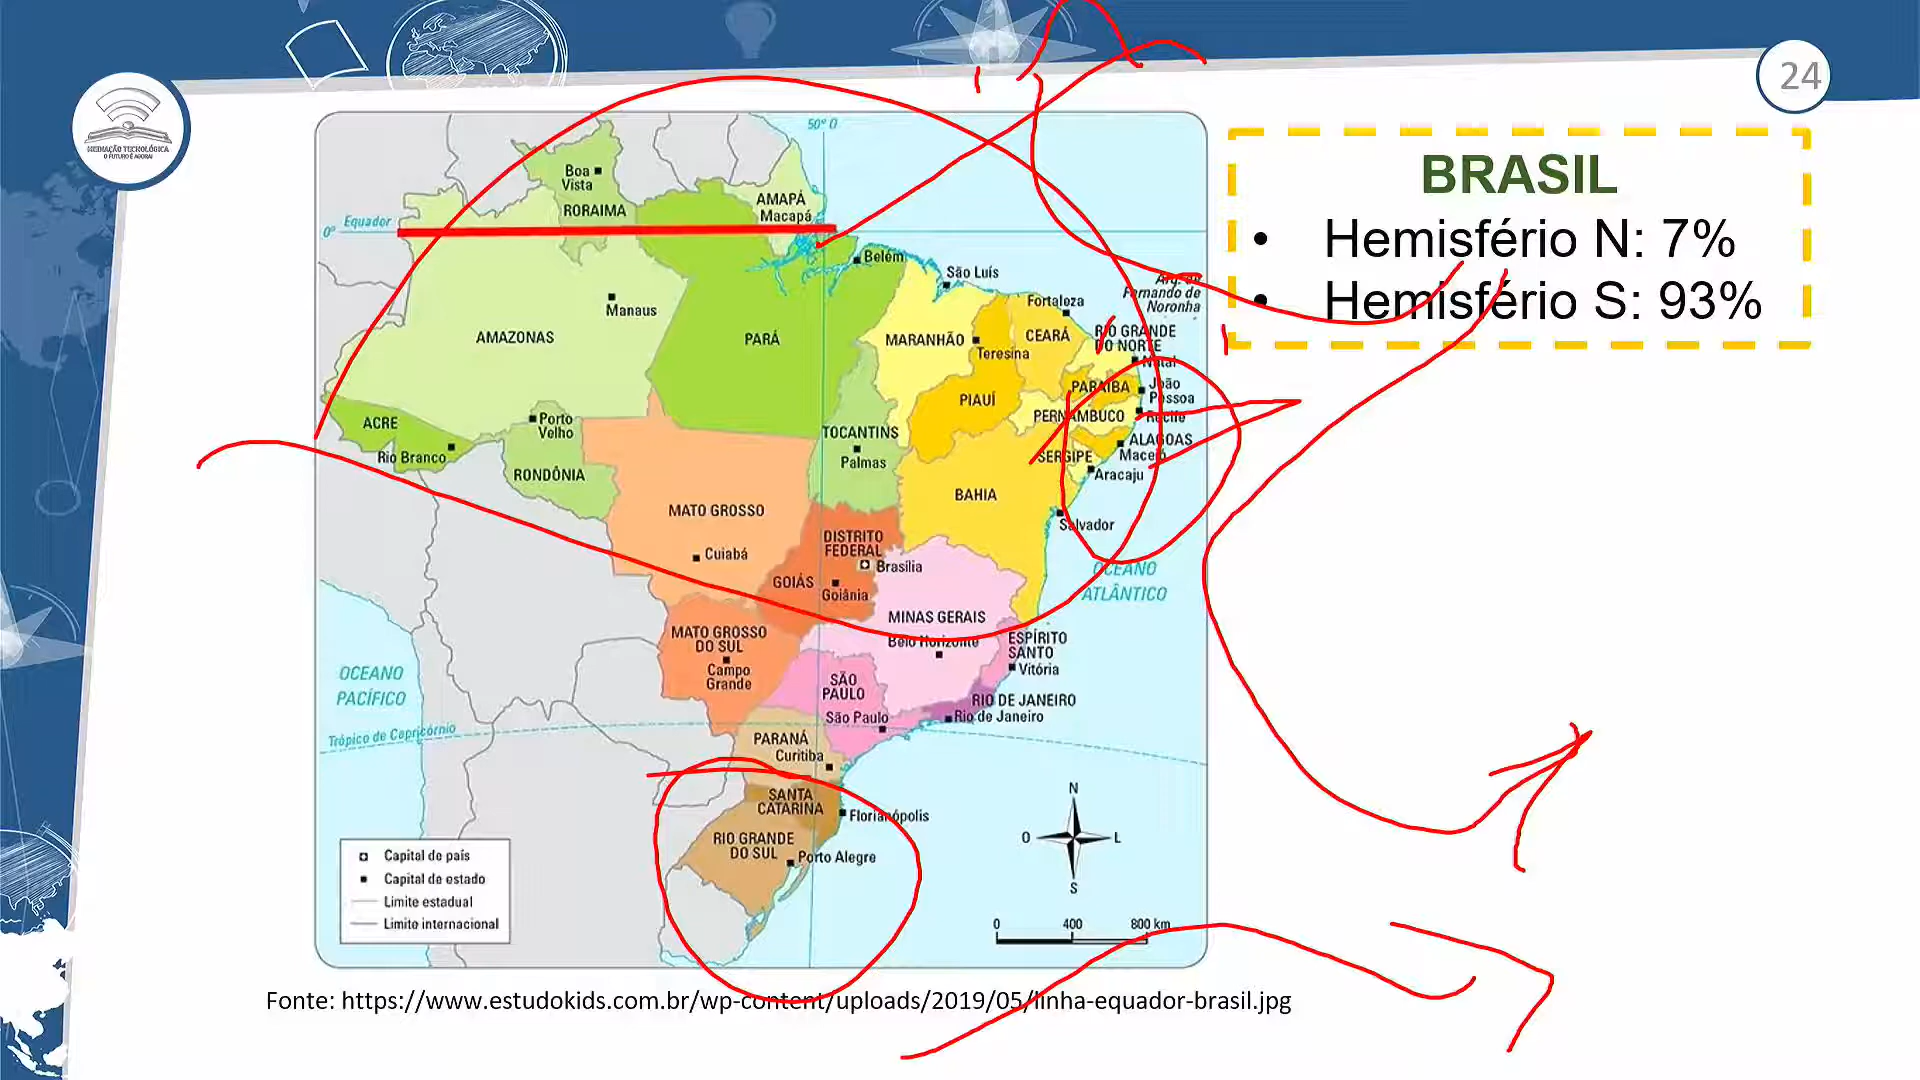 24
MEDIAÇÃO TECNOLÓGICA
O FUTURO É AGORA!
BRASIL
• Hemisfério N: 7%
• Hemisfério S: 93%
50° O
Equador
0°
Boa
Vista
RORAIMA
AMAPÁ
Macapá
Belém
São Luís
Arq. de
Fernando de
Noronha
Fortaleza
Manaus
AMAZONAS
PARÁ
MARANHÃO
Teresina
CEARÁ
RIO GRANDE
DO NORTE
Natal
PARAÍBA
João
Pessoa
PIAUÍ
PERNAMBUCO
Recife
ACRE
Rio Branco
Porto
Velho
RONDÔNIA
TOCANTINS
Palmas
ALAGOAS
Maceió
SERGIPE
Aracaju
BAHIA
Salvador
MATO GROSSO
Cuiabá
DISTRITO
FEDERAL
Brasília
GOIÁS
Goiânia
OCEANO
ATLÂNTICO
MINAS GERAIS
Belo Horizonte
MATO GROSSO
DO SUL
Campo
Grande
ESPÍRITO
SANTO
Vitória
OCEANO
PACÍFICO
SÃO
PAULO
São Paulo
RIO DE JANEIRO
Rio de Janeiro
Trópico de Capricórnio
PARANÁ
Curitiba
SANTA
CATARINA
Florianópolis
RIO GRANDE
DO SUL
Porto Alegre
N
O
L
S
Capital de país
Capital de estado
Limite estadual
Limite internacional
0 400 800 km
Fonte: https://www.estudokids.com.br/wp-content/uploads/2019/05/linha-equador-brasil.jpg